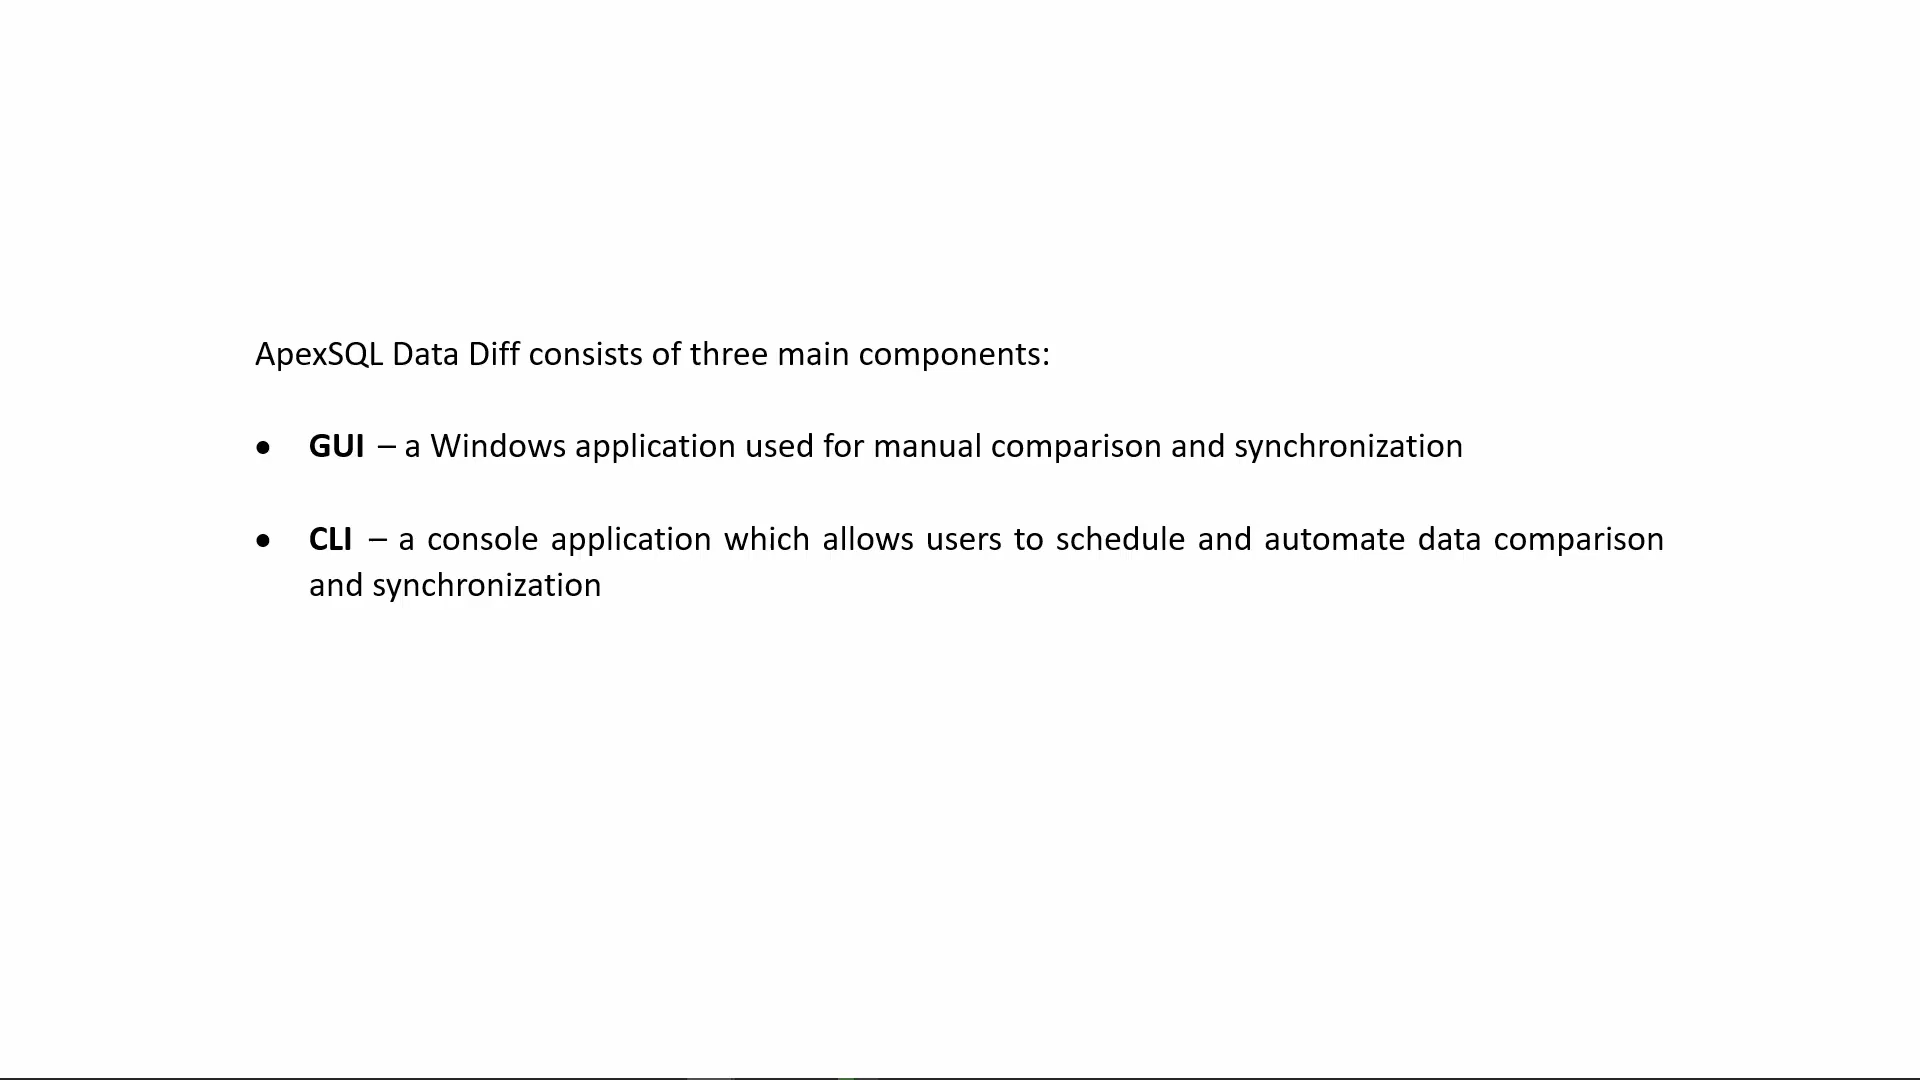 ApexSQL Data Diff consists of three main components:
• GUI – a Windows application used for manual comparison and synchronization
• CLI – a console application which allows users to schedule and automate data comparison
and synchronization